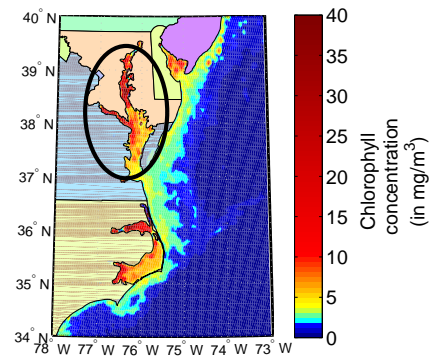 40° N
39° N
38° N
37° N
36° N
35° N
34° N
78° W
77° W
76° W
75° W
74° W
73° W
40
35
30
25
20
15
10
5
0
Chlorophyll
concentration
(in mg/m³)